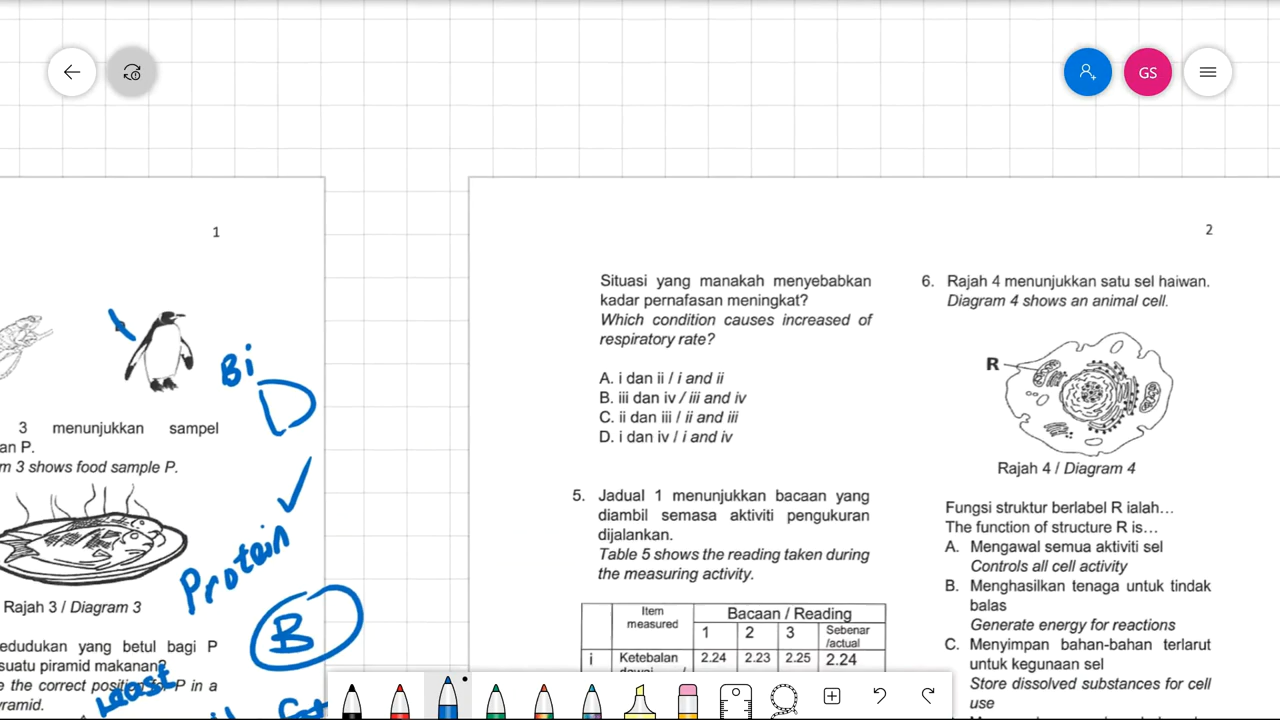 GS
1
Bi
D
3 menunjukkan sampel
an P.
m 3 shows food sample P.
Protein
Rajah 3 / Diagram 3
B
edudukan yang betul bagi P
suatu piramid makanan?
e the correct position for P in a
yramid.
Least
Fat
2
Situasi yang manakah menyebabkan
kadar pernafasan meningkat?
Which condition causes increased of
respiratory rate?
A. i dan ii / i and ii
B. iii dan iv / iii and iv
C. ii dan iii / ii and iii
D. i dan iv / i and iv
5. Jadual 1 menunjukkan bacaan yang
diambil semasa aktiviti pengukuran
dijalankan.
Table 5 shows the reading taken during
the measuring activity.
Item measured Bacaan / Reading
1 2 3 Sebenar /actual
i Ketebalan 2.24 2.23 2.25 2.24
6. Rajah 4 menunjukkan satu sel haiwan.
Diagram 4 shows an animal cell.
R
Rajah 4 / Diagram 4
Fungsi struktur berlabel R ialah…
The function of structure R is…
A. Mengawal semua aktiviti sel
Controls all cell activity
B. Menghasilkan tenaga untuk tindak
balas
Generate energy for reactions
C. Menyimpan bahan-bahan terlarut
untuk kegunaan sel
Store dissolved substances for cell
use